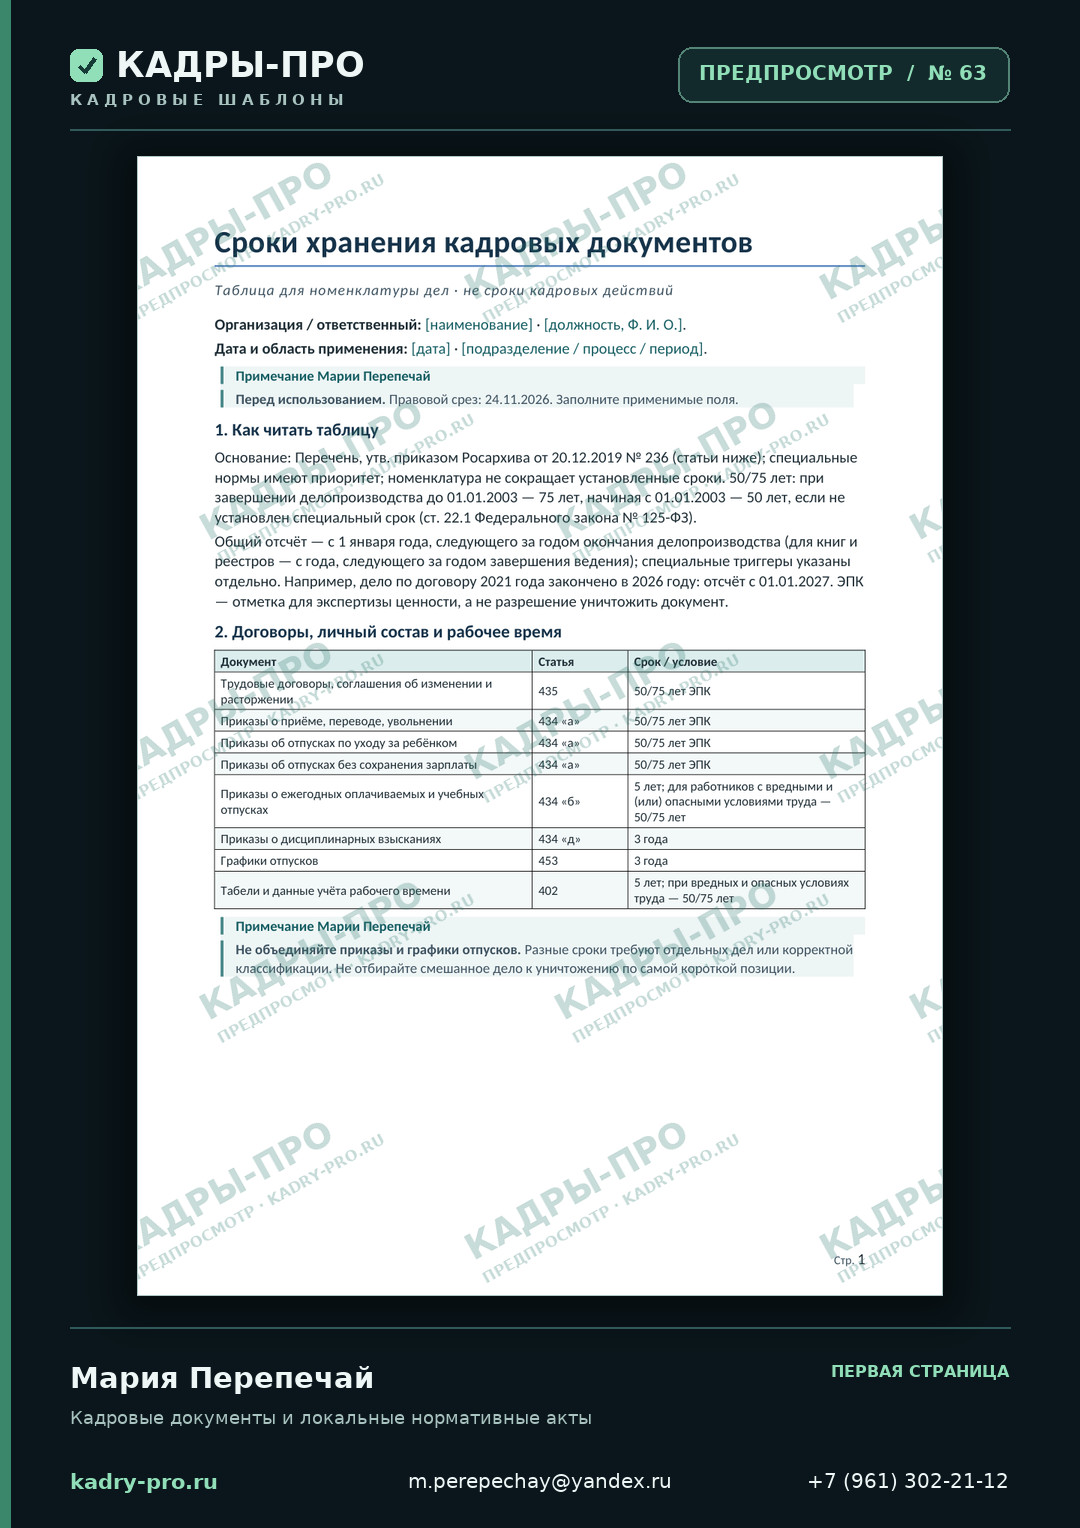 КАДРЫ-ПРО
КАДРОВЫЕ ШАБЛОНЫ
ПРЕДПРОСМОТР / № 63
Сроки хранения кадровых документов
Таблица для номенклатуры дел · не сроки кадровых действий
Организация / ответственный: [наименование] · [должность, Ф. И. О.].
Дата и область применения: [дата] · [подразделение / процесс / период].
Примечание Марии Перепечай
Перед использованием. Правовой срез: 24.11.2026. Заполните применимые поля.
1. Как читать таблицу
Основание: Перечень, утв. приказом Росархива от 20.12.2019 № 236 (статьи ниже); специальные
нормы имеют приоритет; номенклатура не сокращает установленные сроки. 50/75 лет: при
завершении делопроизводства до 01.01.2003 — 75 лет, начиная с 01.01.2003 — 50 лет, если не
установлен специальный срок (ст. 22.1 Федерального закона № 125-ФЗ).
Общий отсчёт — с 1 января года, следующего за годом окончания делопроизводства (для книг и
реестров — с года, следующего за годом завершения ведения); специальные триггеры указаны
отдельно. Например, дело по договору 2021 года закончено в 2026 году: отсчёт с 01.01.2027. ЭПК
— отметка для экспертизы ценности, а не разрешение уничтожить документ.
2. Договоры, личный состав и рабочее время
Документ Статья Срок / условие
Трудовые договоры, соглашения об изменении и
расторжении 435 50/75 лет ЭПК
Приказы о приёме, переводе, увольнении 434 «а» 50/75 лет ЭПК
Приказы об отпусках по уходу за ребёнком 434 «а» 50/75 лет ЭПК
Приказы об отпусках без сохранения зарплаты 434 «а» 50/75 лет ЭПК
Приказы о ежегодных оплачиваемых и учебных
отпусках 434 «б» 5 лет; для работников с вредными и
(или) опасными условиями труда —
50/75 лет
Приказы о дисциплинарных взысканиях 434 «д» 3 года
Графики отпусков 453 3 года
Табели и данные учёта рабочего времени 402 5 лет; при вредных и опасных условиях
труда — 50/75 лет
Примечание Марии Перепечай
Не объединяйте приказы и графики отпусков. Разные сроки требуют отдельных дел или корректной
классификации. Не отбирайте смешанное дело к уничтожению по самой короткой позиции.
КАДРЫ-ПРО
ПРЕДПРОСМОТР · KADRY-PRO.RU
Стр. 1
Мария Перепечай
ПЕРВАЯ СТРАНИЦА
Кадровые документы и локальные нормативные акты
kadry-pro.ru
m.perepechay@yandex.ru
+7 (961) 302-21-12